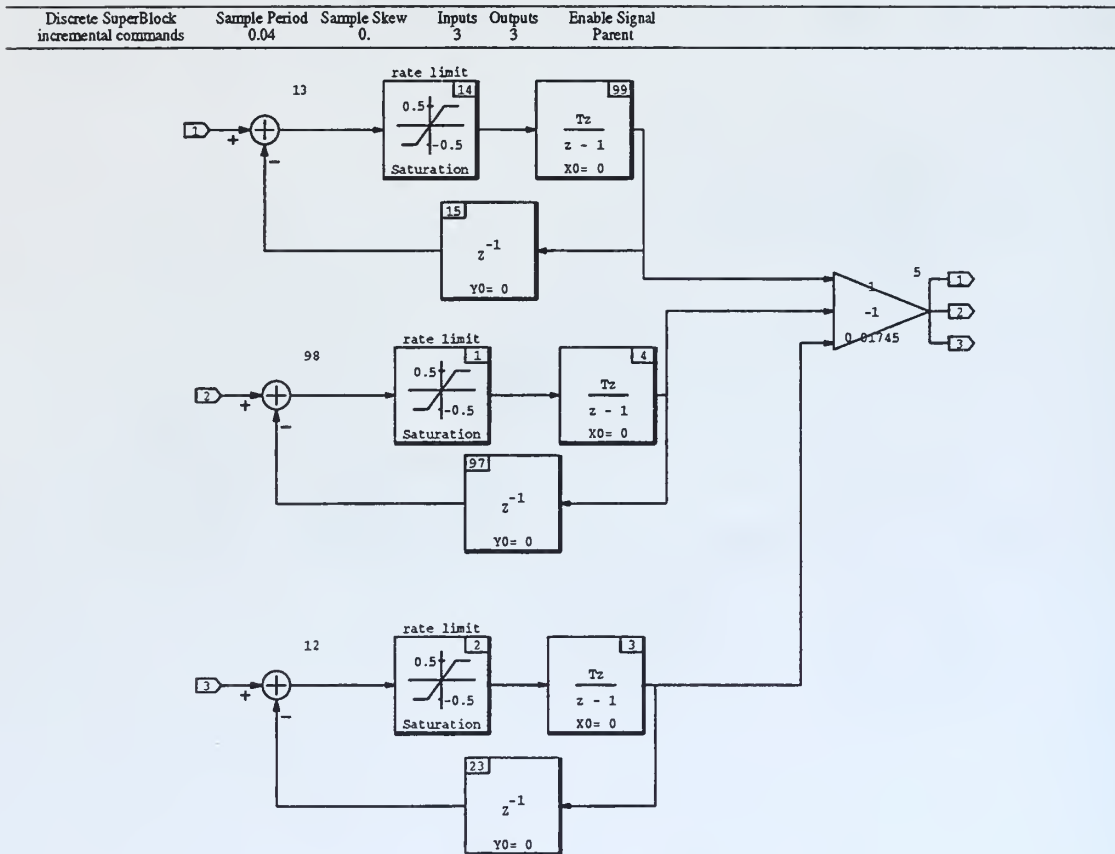 Discrete SuperBlock Sample Period Sample Skew Inputs Outputs Enable Signal
incremental commands 0.04 0. 3 3 Parent
rate limit
13
14
99
0.5
-0.5
Saturation
1
+
-
Tz
z - 1
X0= 0
15
z-1
Y0= 0
5
1
-1
0.01745
1
2
3
rate limit
98
1
4
0.5
-0.5
Saturation
2
+
-
Tz
z - 1
X0= 0
97
z-1
Y0= 0
rate limit
12
2
3
0.5
-0.5
Saturation
3
+
-
Tz
z - 1
X0= 0
23
z-1
Y0= 0